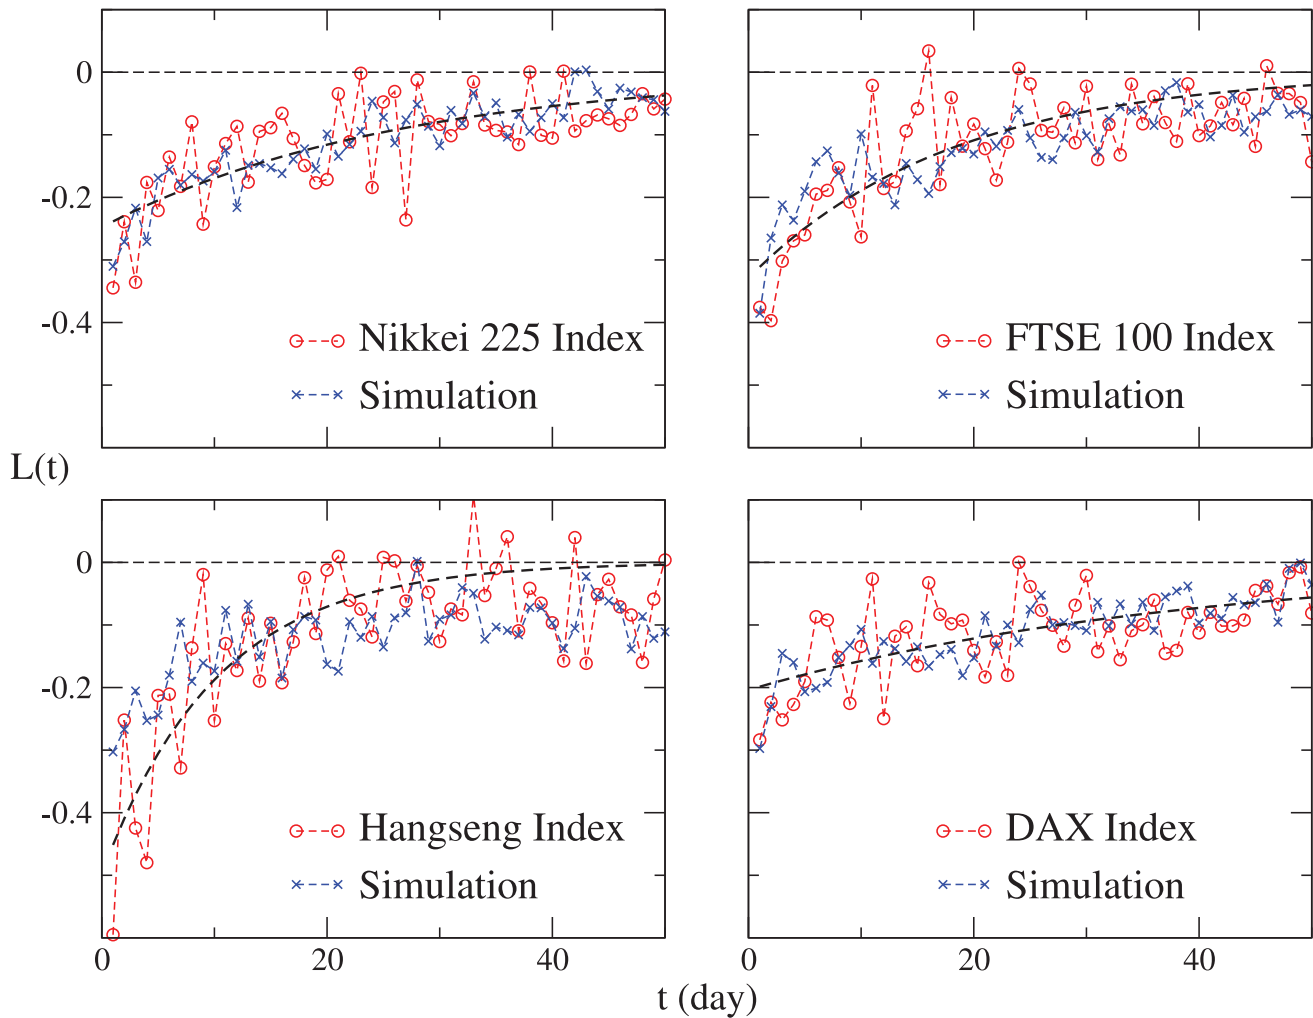 0
-0.2
-0.4
Nikkei 225 Index
Simulation
FTSE 100 Index
Simulation
L(t)
0
-0.2
-0.4
Hangseng Index
Simulation
DAX Index
Simulation
0 20 40 0 20 40
t (day)